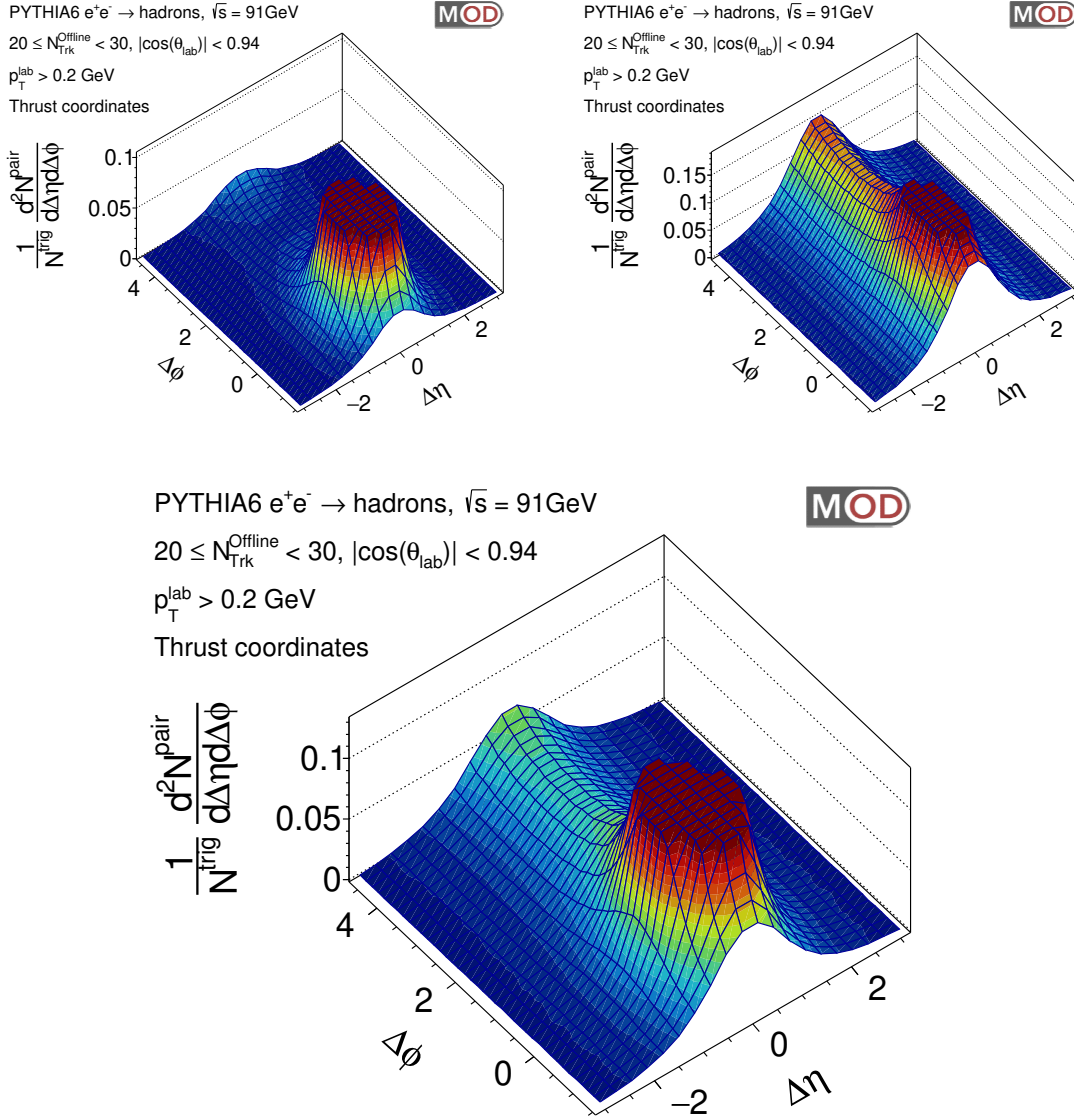 PYTHIA6 e⁺e⁻ → hadrons, √s = 91GeV
MOD
20 ≤ N_Trk^Offline < 30, |cos(θ_lab)| < 0.94
p_T^lab > 0.2 GeV
Thrust coordinates
1/N^trig d²N^pair/dΔηdΔφ
0.1
0.05
0
4
2
0
Δφ
−2
0
2
Δη
PYTHIA6 e⁺e⁻ → hadrons, √s = 91GeV
MOD
20 ≤ N_Trk^Offline < 30, |cos(θ_lab)| < 0.94
p_T^lab > 0.2 GeV
Thrust coordinates
1/N^trig d²N^pair/dΔηdΔφ
0.15
0.1
0.05
0
4
2
0
Δφ
−2
0
2
Δη
PYTHIA6 e⁺e⁻ → hadrons, √s = 91GeV
MOD
20 ≤ N_Trk^Offline < 30, |cos(θ_lab)| < 0.94
p_T^lab > 0.2 GeV
Thrust coordinates
1/N^trig d²N^pair/dΔηdΔφ
0.1
0.05
0
4
2
0
Δφ
−2
0
2
Δη